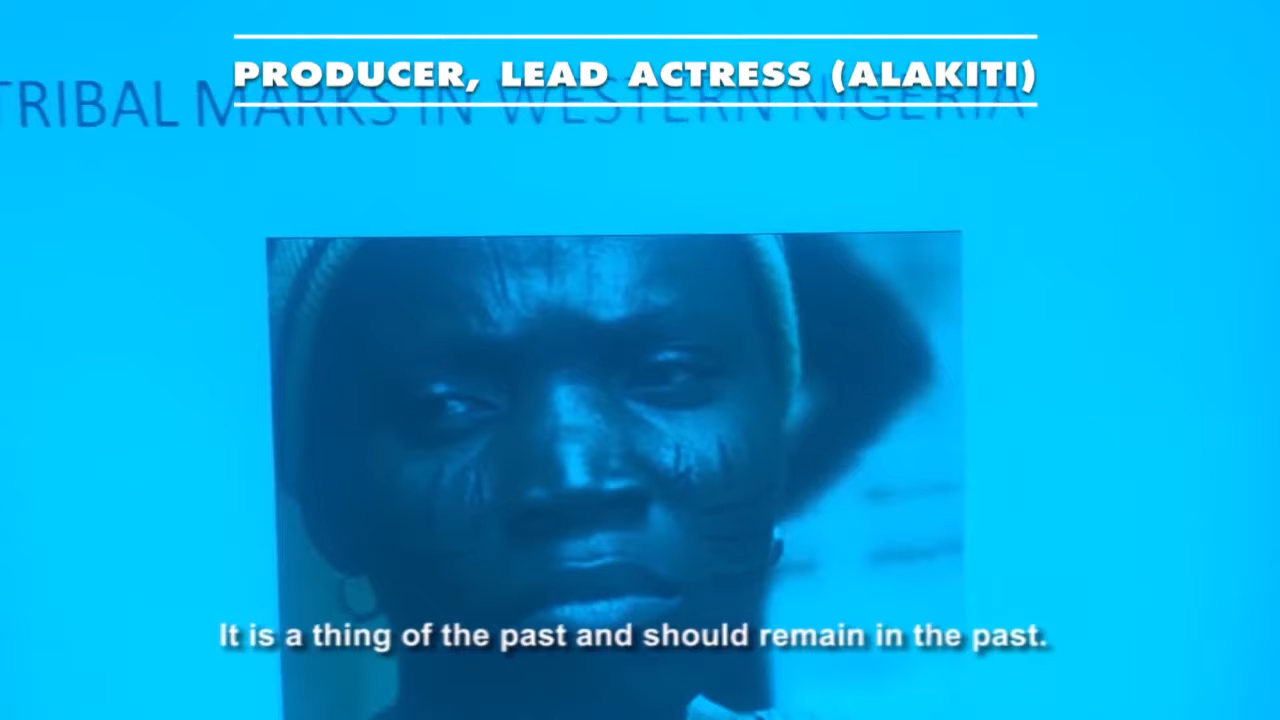 PRODUCER, LEAD ACTRESS (ALAKITI)
TRIBAL MARKS IN WESTERN NIGERIA
It is a thing of the past and should remain in the past.